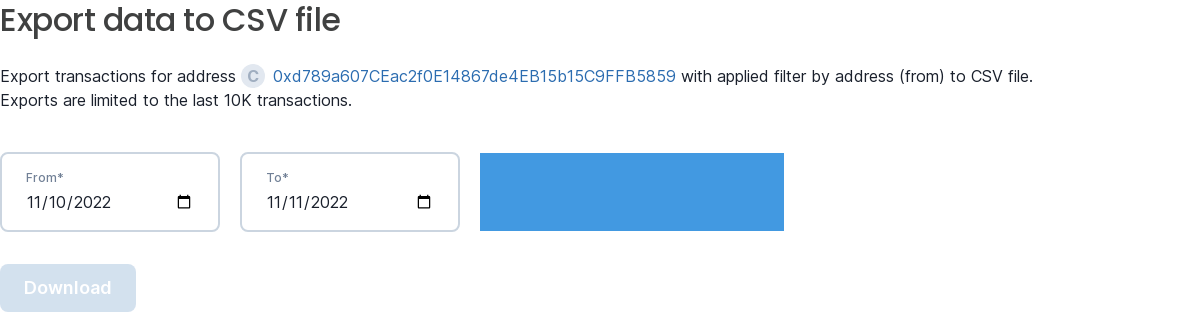 Export data to CSV file
Export transactions for address C 0xd789a607CEac2f0E14867de4EB15b15C9FFB5859 with applied filter by address (from) to CSV file.
Exports are limited to the last 10K transactions.
From* To*
11/10/2022 11/11/2022
Download